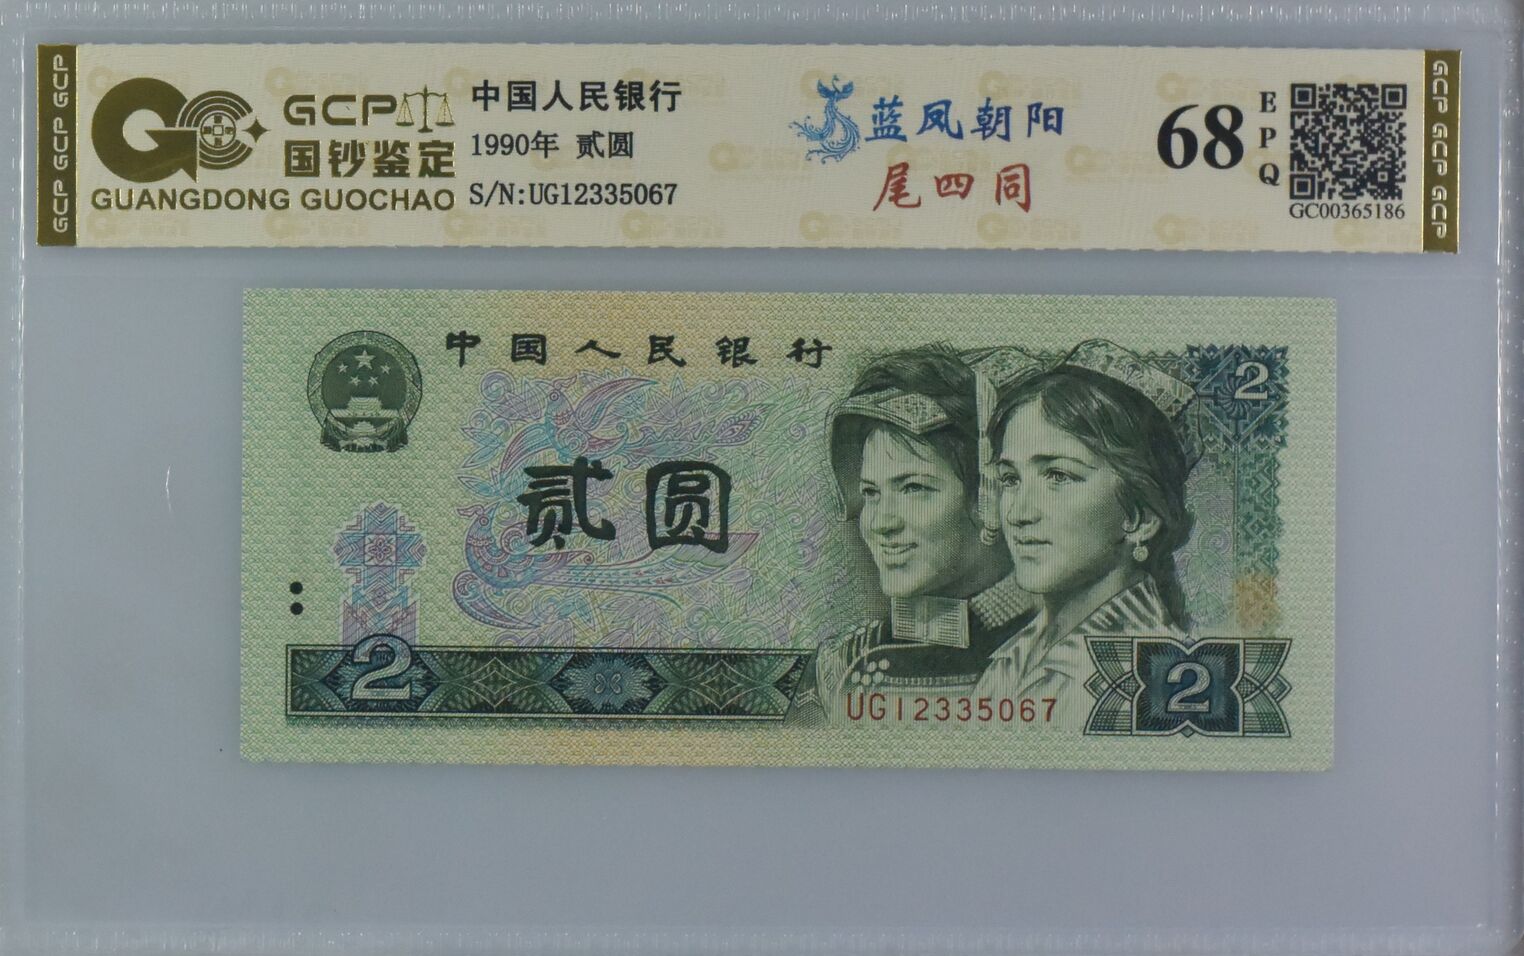 GCP GCP GCP
GCP
国钞鉴定
GUANGDONG GUOCHAO
中国人民银行
1990年 贰圆
S/N:UG12335067
蓝凤朝阳
尾四同
68
EPQ
GC00365186
GCP GCP GCP
中国人民银行
2
贰圆
2
UG12335067
2